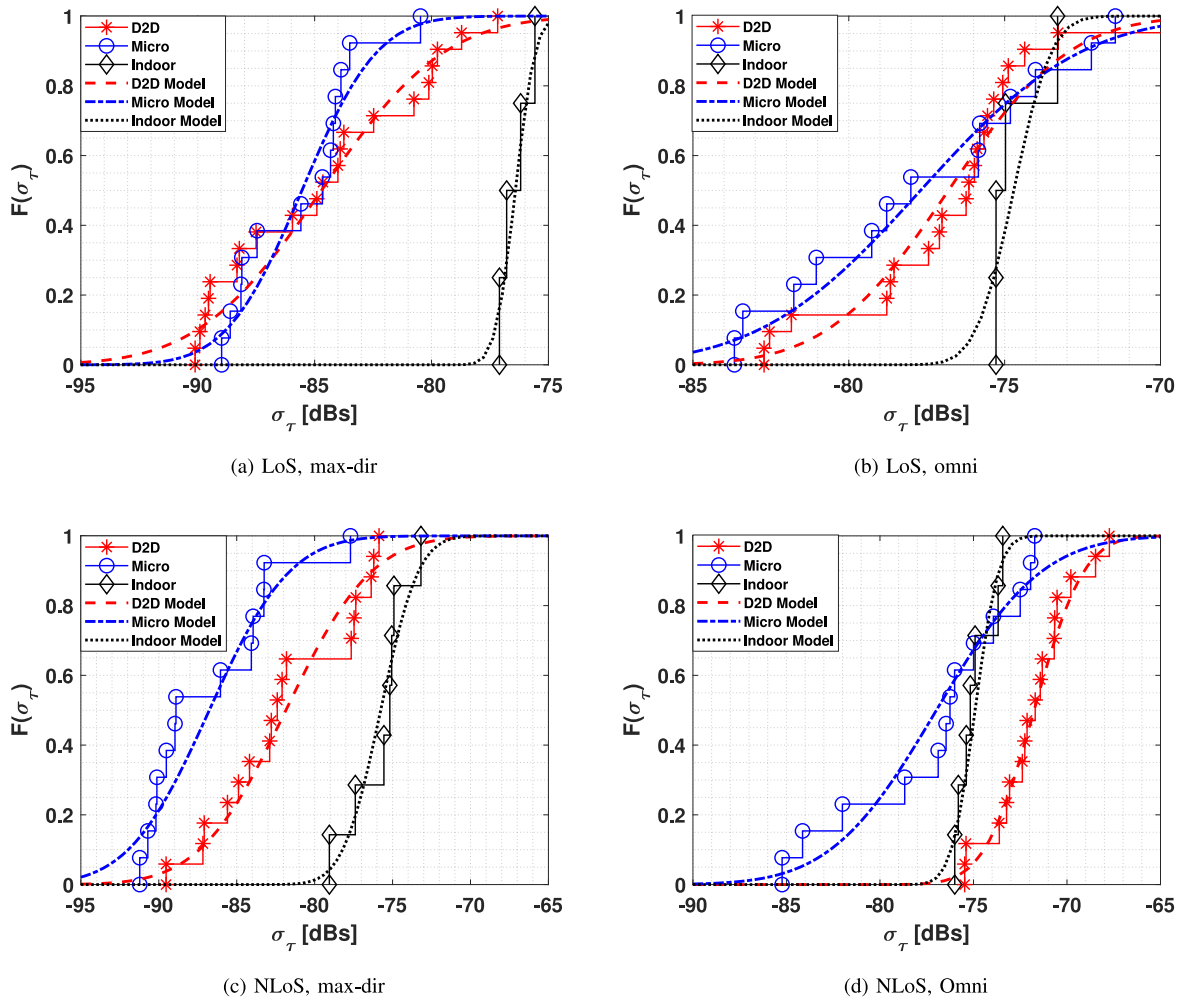 D2D
Micro
Indoor
D2D Model
Micro Model
Indoor Model
F(σ_τ)
1
0.8
0.6
0.4
0.2
0
-95 -90 -85 -80 -75
σ_τ [dBs]
(a) LoS, max-dir
D2D
Micro
Indoor
D2D Model
Micro Model
Indoor Model
F(σ_τ)
1
0.8
0.6
0.4
0.2
0
-85 -80 -75 -70
σ_τ [dBs]
(b) LoS, omni
D2D
Micro
Indoor
D2D Model
Micro Model
Indoor Model
F(σ_τ)
1
0.8
0.6
0.4
0.2
0
-95 -90 -85 -80 -75 -70 -65
σ_τ [dBs]
(c) NLoS, max-dir
D2D
Micro
Indoor
D2D Model
Micro Model
Indoor Model
F(σ_τ)
1
0.8
0.6
0.4
0.2
0
-90 -85 -80 -75 -70 -65
σ_τ [dBs]
(d) NLoS, Omni